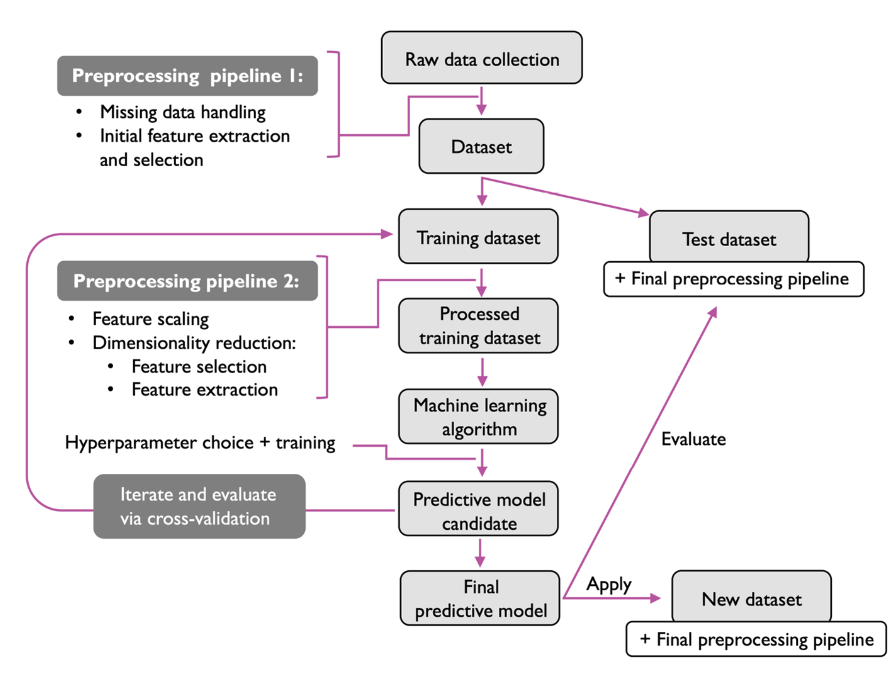 Raw data collection
Preprocessing pipeline 1:
• Missing data handling
• Initial feature extraction
and selection
Dataset
Training dataset
Test dataset
+ Final preprocessing pipeline
Preprocessing pipeline 2:
• Feature scaling
• Dimensionality reduction:
• Feature selection
• Feature extraction
Processed
training dataset
Machine learning
algorithm
Hyperparameter choice + training
Evaluate
Iterate and evaluate
via cross-validation
Predictive model
candidate
Final
predictive model
Apply
New dataset
+ Final preprocessing pipeline